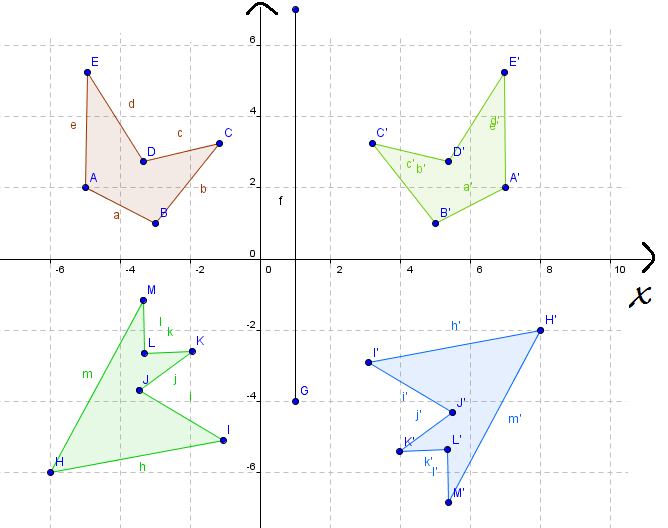 6
E
E'
d
e
c
C
C'
d'
e'
4
D
D'
c' b'
A
b
A'
a'
2
a
B
B'
f
0
-6 -4 -2 0 2 4 6 8 10
x
M
l
k
K
L
-2
H'
h'
I'
m
J
j
i
-4
G
i'
J'
j'
m'
I
K'
L'
H
h
-6
k'
l'
M'